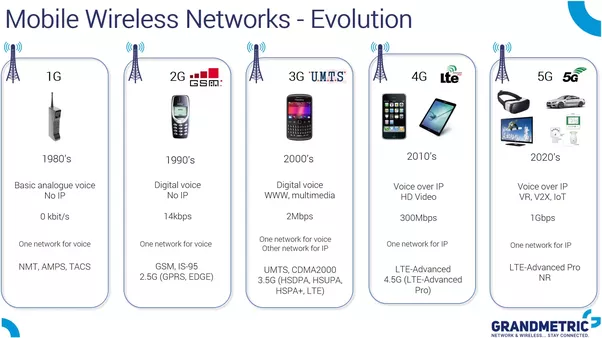 Mobile Wireless Networks - Evolution
1G
1980's
Basic analogue voice
No IP
0 kbit/s
One network for voice
NMT, AMPS, TACS
2G
GSM
1990's
Digital voice
No IP
14kbps
One network for voice
GSM, IS-95
2.5G (GPRS, EDGE)
3G
U.M.T.S
2000's
Digital voice
WWW, multimedia
2Mbps
One network for voice
Other network for IP
UMTS, CDMA2000
3.5G (HSDPA, HSUPA,
HSPA+, LTE)
4G
lte
2010's
Voice over IP
HD Video
300Mbps
One network for IP
LTE-Advanced
4.5G (LTE-Advanced
Pro)
5G
5G
2020's
Voice over IP
VR, V2X, IoT
1Gbps
One network for IP
LTE-Advanced Pro
NR
GRANDMETRIC
NETWORK & WIRELESS... STAY CONNECTED.